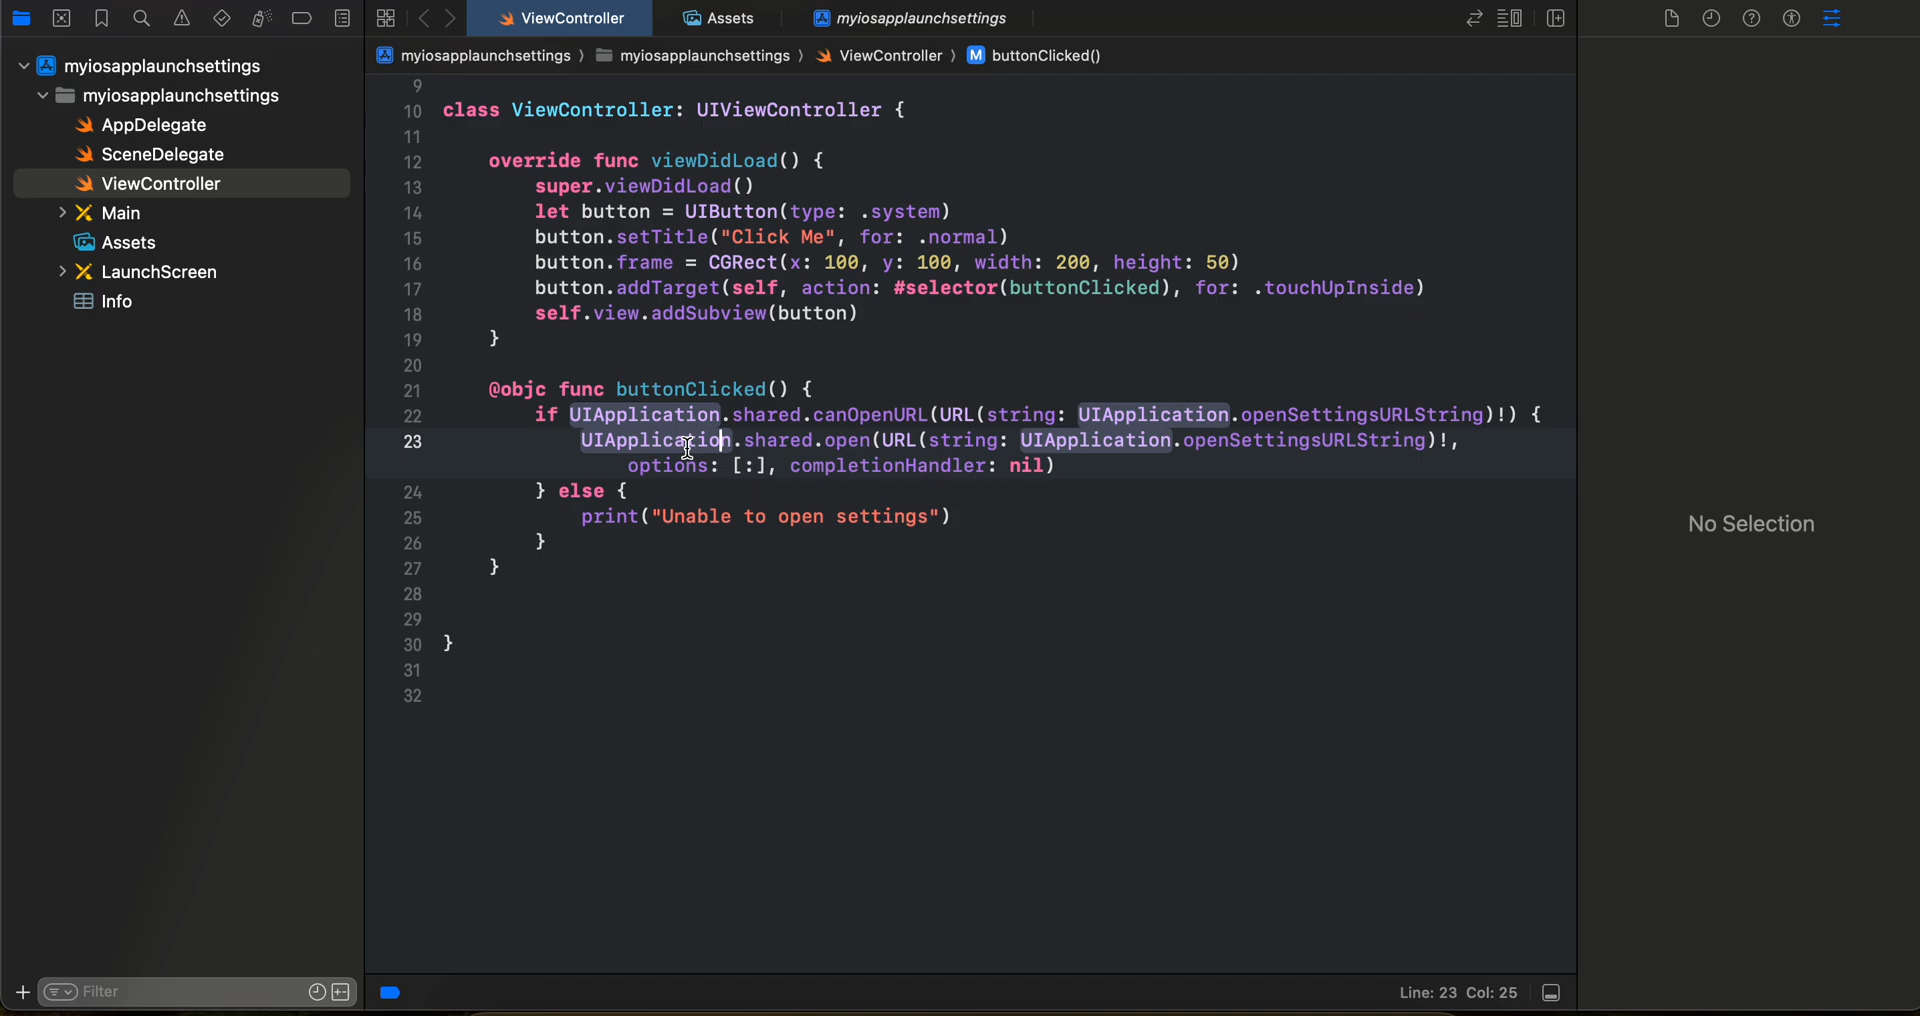 ViewController
Assets
myiosapplaunchsettings
myiosapplaunchsettings
myiosapplaunchsettings
AppDelegate
SceneDelegate
ViewController
Main
Assets
LaunchScreen
Info
Filter
myiosapplaunchsettings 〉 myiosapplaunchsettings 〉 ViewController 〉 M buttonClicked()
9
10 class ViewController: UIViewController {
11
12 override func viewDidLoad() {
13 super.viewDidLoad()
14 let button = UIButton(type: .system)
15 button.setTitle("Click Me", for: .normal)
16 button.frame = CGRect(x: 100, y: 100, width: 200, height: 50)
17 button.addTarget(self, action: #selector(buttonClicked), for: .touchUpInside)
18 self.view.addSubview(button)
19 }
20
21 @objc func buttonClicked() {
22 if UIApplication.shared.canOpenURL(URL(string: UIApplication.openSettingsURLString)!) {
23 UIApplication.shared.open(URL(string: UIApplication.openSettingsURLString)!,
options: [:], completionHandler: nil)
24 } else {
25 print("Unable to open settings")
26 }
27 }
28
29
30 }
31
32
Line: 23 Col: 25
No Selection